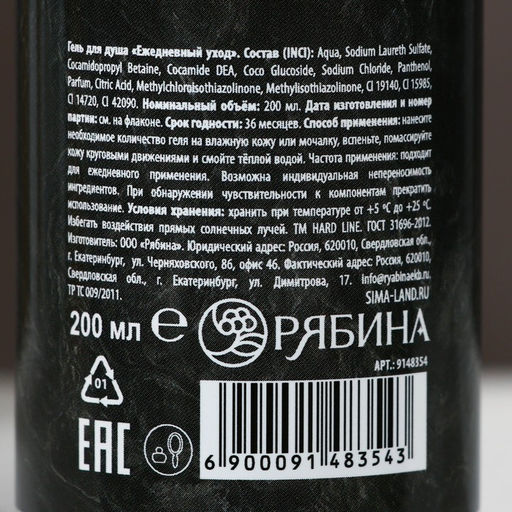 Гель для душа «Ежедневный уход». Состав (INCI): Aqua, Sodium Laureth Sulfate,
Cocamidopropyl Betaine, Cocamide DEA, Coco Glucoside, Sodium Chloride, Panthenol,
Parfum, Citric Acid, Methylchloroisothiazolinone, Methylisothiazolinone, CI 19140, CI 15985,
CI 14720, CI 42090. Номинальный объём: 200 мл. Дата изготовления и номер
партии: см. на флаконе. Срок годности: 36 месяцев. Способ применения: нанесите
необходимое количество геля на влажную кожу или мочалку, вспеньте, помассируйте
кожу круговыми движениями и смойте тёплой водой. Частота применения: подходит
для ежедневного применения. Возможна индивидуальная непереносимость
ингредиентов. При обнаружении чувствительности к компонентам прекратить
использование. Условия хранения: хранить при температуре от +5 °C до +25 °C.
Избегать воздействия прямых солнечных лучей. ТМ HARD LINE. ГОСТ 31696-2012.
Изготовитель: ООО «Рябина». Юридический адрес: Россия, 620010, Свердловская обл.,
г. Екатеринбург, ул. Черняховского, 86, офис 46. Фактический адрес: Россия, 620010,
Свердловская обл., г. Екатеринбург, ул. Димитрова, 17. info@ryabinaekb.ru
ТР ТС 009/2011. SIMA-LAND.RU
200 мл e РЯБИНА
АРТ.: 9148354
01
EAC
6 900091 483543